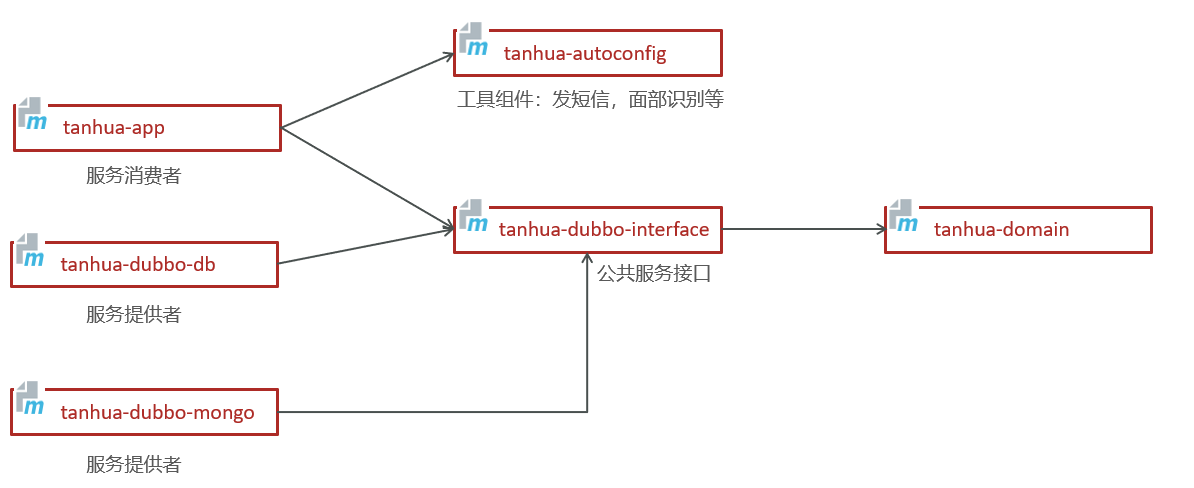 tanhua-autoconfig
工具组件：发短信，面部识别等
tanhua-app
服务消费者
tanhua-dubbo-interface
公共服务接口
tanhua-domain
tanhua-dubbo-db
服务提供者
tanhua-dubbo-mongo
服务提供者